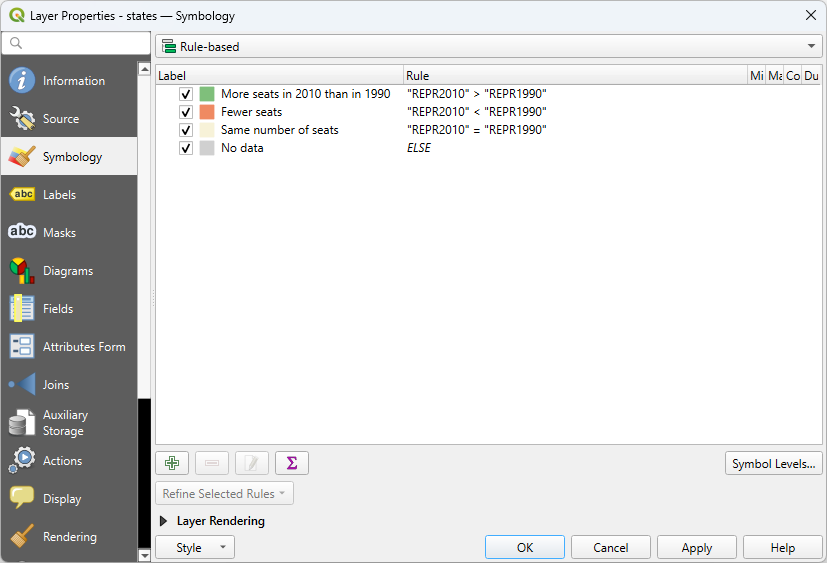 Layer Properties - states — Symbology
Rule-based
Information
Source
Symbology
Labels
abc
Masks
abc
Diagrams
Fields
Attributes Form
Joins
Auxiliary
Storage
Actions
Display
Rendering
Label Rule Mi Ma Co Du
More seats in 2010 than in 1990 "REPR2010" > "REPR1990"
Fewer seats "REPR2010" < "REPR1990"
Same number of seats "REPR2010" = "REPR1990"
No data ELSE
Σ
Symbol Levels...
Refine Selected Rules
Layer Rendering
Style
OK Cancel Apply Help